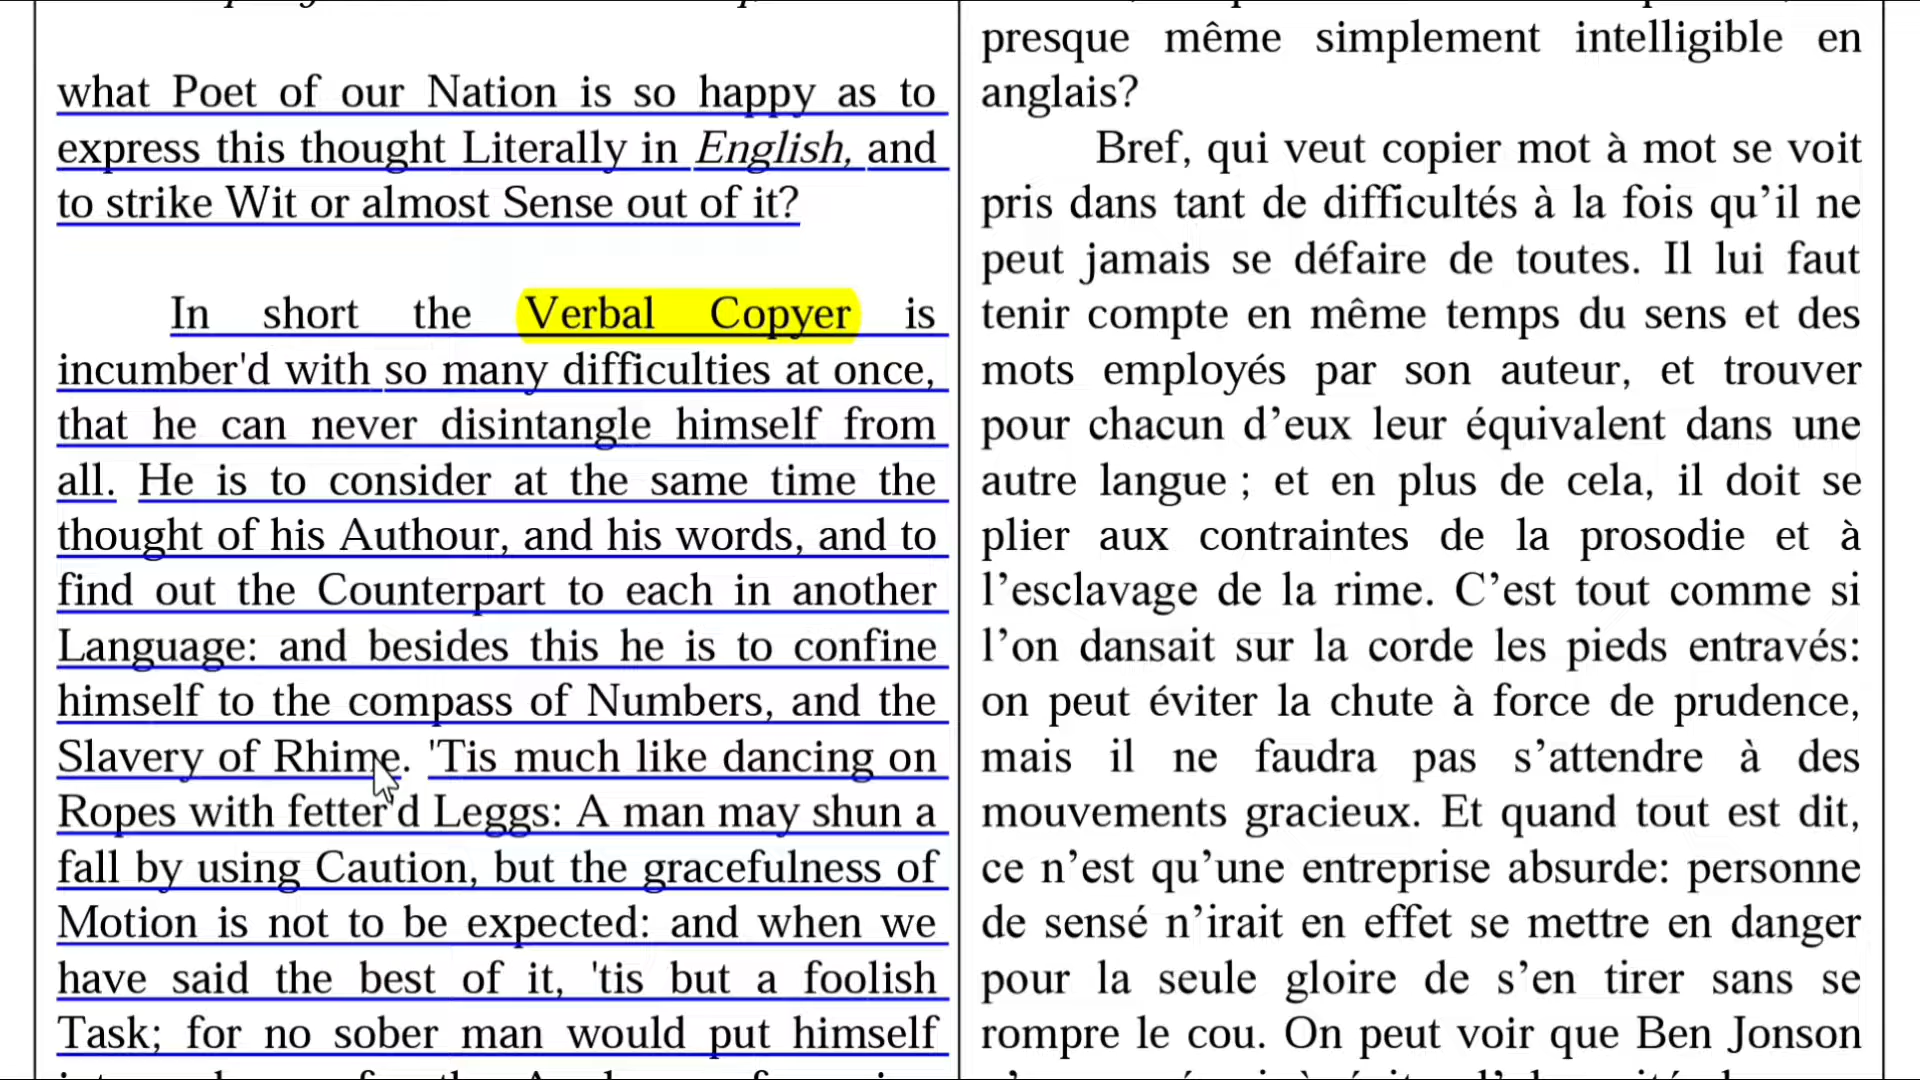 what Poet of our Nation is so happy as to
express this thought Literally in English, and
to strike Wit or almost Sense out of it?
In short the Verbal Copyer is
incumber'd with so many difficulties at once,
that he can never disintangle himself from
all. He is to consider at the same time the
thought of his Authour, and his words, and to
find out the Counterpart to each in another
Language: and besides this he is to confine
himself to the compass of Numbers, and the
Slavery of Rhime. 'Tis much like dancing on
Ropes with fetter'd Leggs: A man may shun a
fall by using Caution, but the gracefulness of
Motion is not to be expected: and when we
have said the best of it, 'tis but a foolish
Task; for no sober man would put himself
presque même simplement intelligible en
anglais?
Bref, qui veut copier mot à mot se voit
pris dans tant de difficultés à la fois qu’il ne
peut jamais se défaire de toutes. Il lui faut
tenir compte en même temps du sens et des
mots employés par son auteur, et trouver
pour chacun d’eux leur équivalent dans une
autre langue ; et en plus de cela, il doit se
plier aux contraintes de la prosodie et à
l’esclavage de la rime. C’est tout comme si
l’on dansait sur la corde les pieds entravés:
on peut éviter la chute à force de prudence,
mais il ne faudra pas s’attendre à des
mouvements gracieux. Et quand tout est dit,
ce n’est qu’une entreprise absurde: personne
de sensé n’irait en effet se mettre en danger
pour la seule gloire de s’en tirer sans se
rompre le cou. On peut voir que Ben Jonson